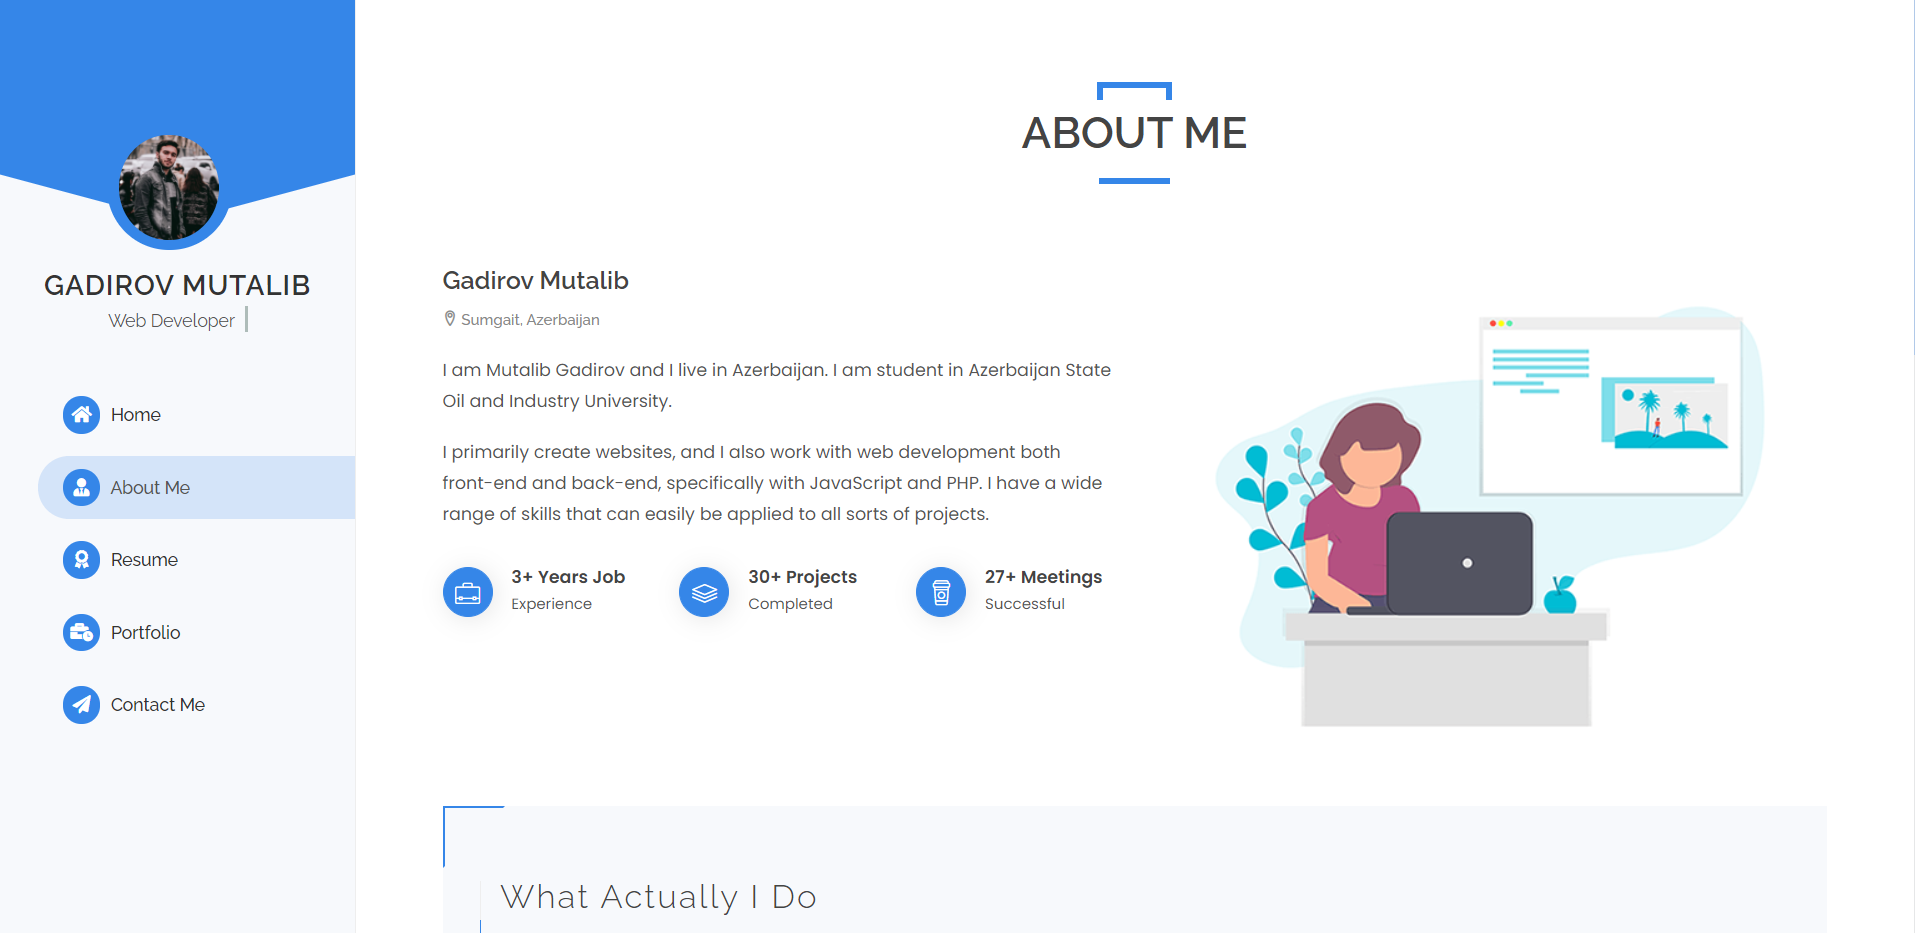 GADIROV MUTALIB
Web Developer
Home
About Me
Resume
Portfolio
Contact Me
ABOUT ME
Gadirov Mutalib
Sumgait, Azerbaijan
I am Mutalib Gadirov and I live in Azerbaijan. I am student in Azerbaijan State
Oil and Industry University.
I primarily create websites, and I also work with web development both
front-end and back-end, specifically with JavaScript and PHP. I have a wide
range of skills that can easily be applied to all sorts of projects.
3+ Years Job
Experience
30+ Projects
Completed
27+ Meetings
Successful
What Actually I Do